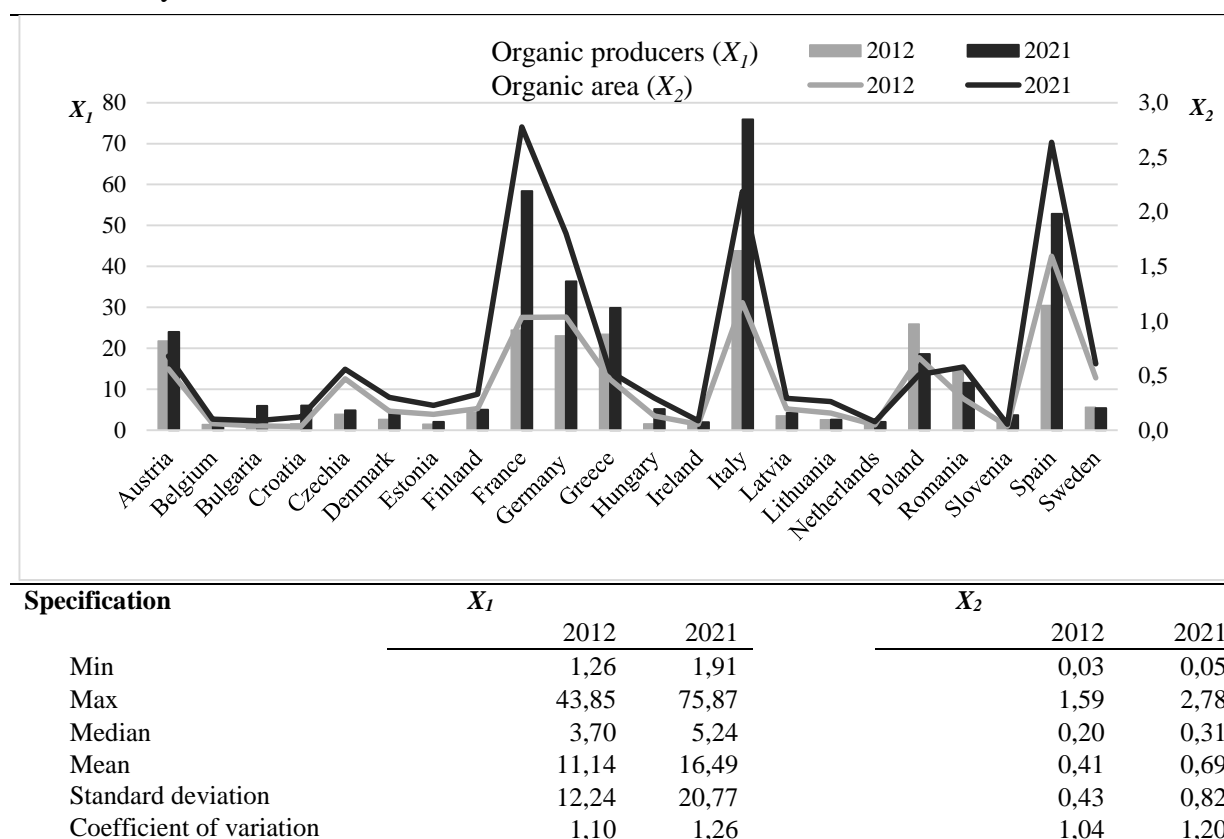 Organic producers (X1) 2012 2021
Organic area (X2) 2012 2021
X1 80 3,0 X2
70 2,5
60 2,0
50
40 1,5
30 1,0
20
10 0,5
0 0,0
Austria Belgium Bulgaria Croatia Czechia Denmark Estonia Finland France Germany Greece Hungary Ireland Italy Latvia Lithuania Netherlands Poland Romania Slovenia Spain Sweden
Specification X1 X2
2012 2021 2012 2021
Min 1,26 1,91 0,03 0,05
Max 43,85 75,87 1,59 2,78
Median 3,70 5,24 0,20 0,31
Mean 11,14 16,49 0,41 0,69
Standard deviation 12,24 20,77 0,43 0,82
Coefficient of variation 1,10 1,26 1,04 1,20